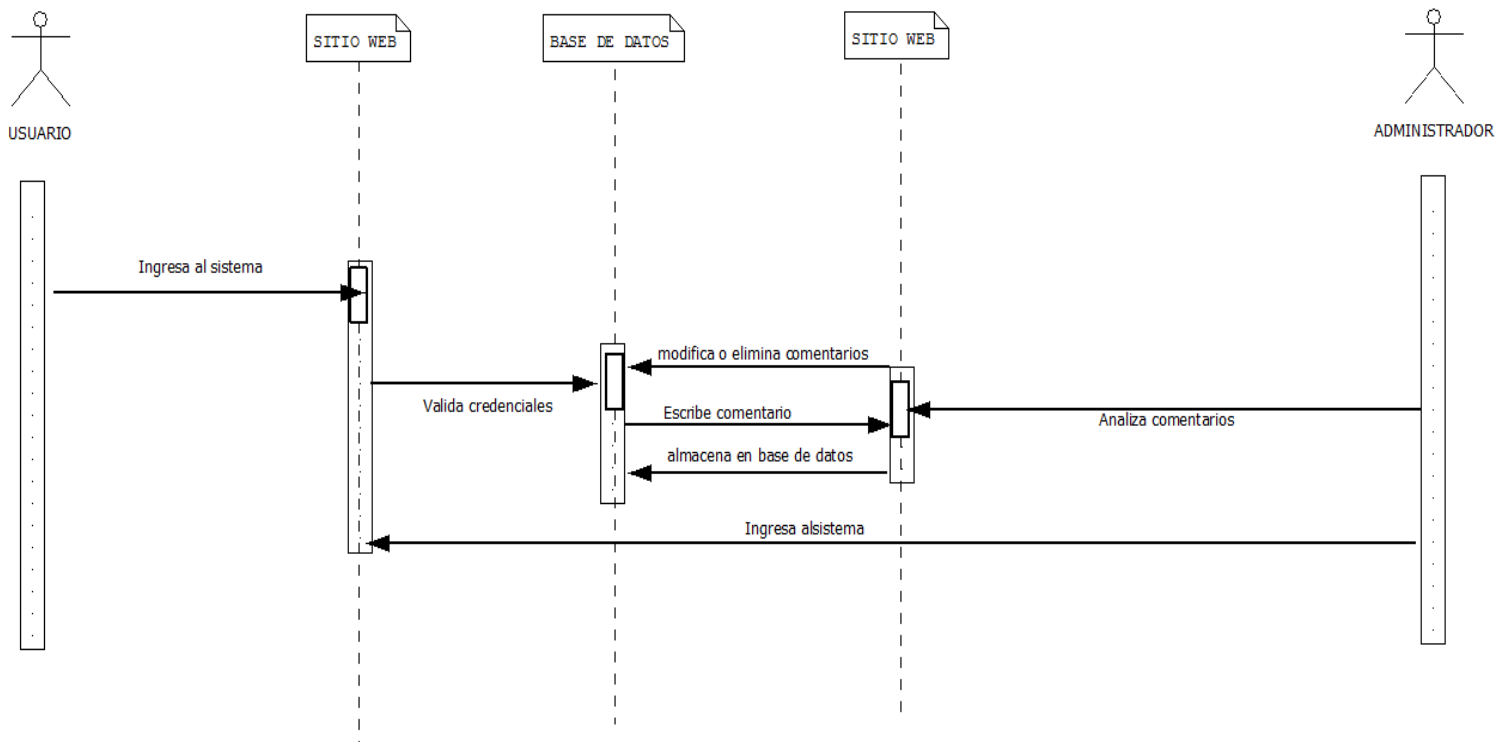 SITIO WEB
BASE DE DATOS
SITIO WEB
USUARIO
ADMINISTRADOR
Ingresa al sistema
modifica o elimina comentarios
Valida credenciales
Escribe comentario
Analiza comentarios
almacena en base de datos
Ingresa alsistema